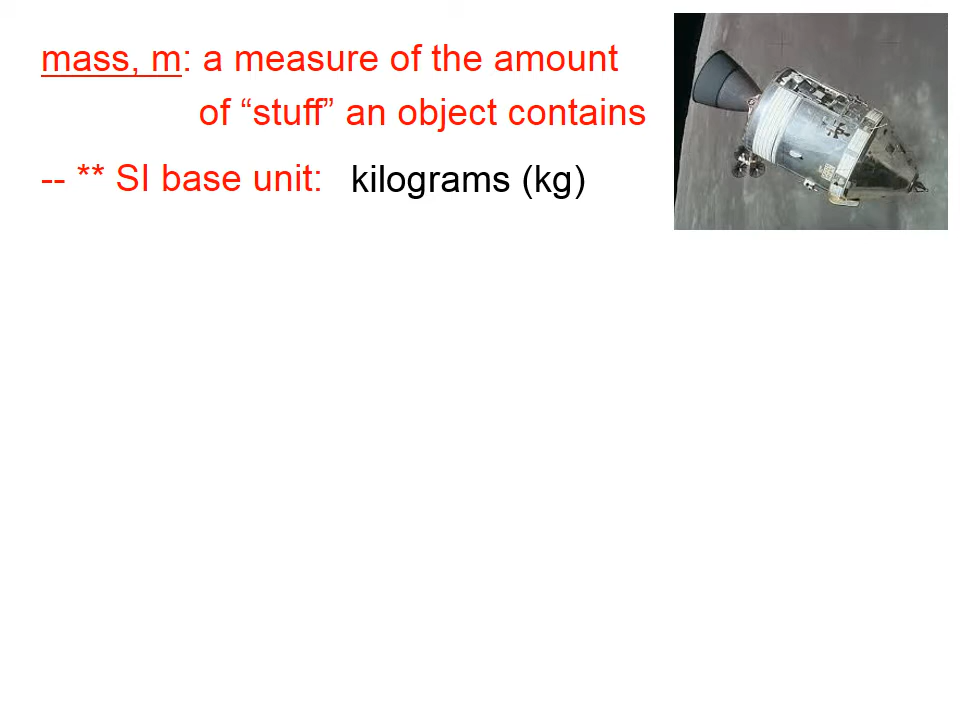 mass, m: a measure of the amount
of “stuff” an object contains
-- ** SI base unit: kilograms (kg)